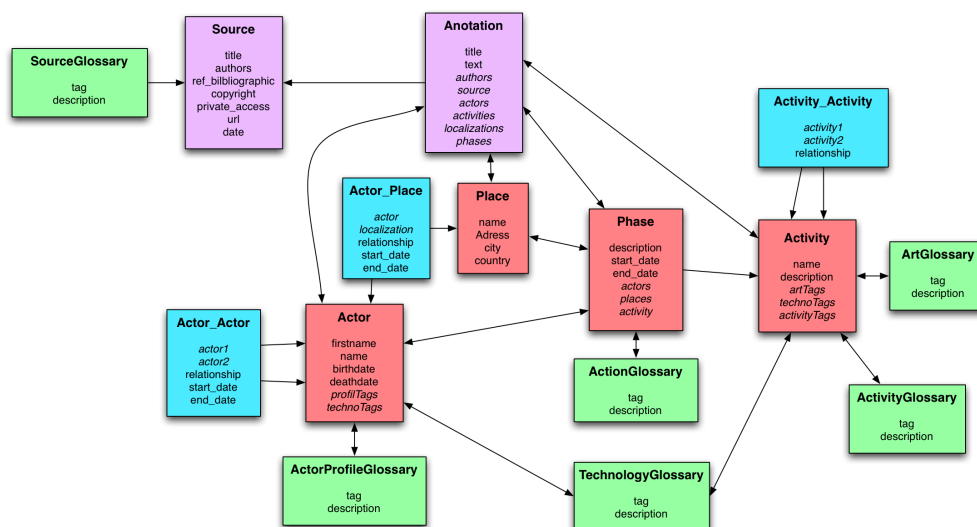 Source
title
authors
ref_bilbliographic
copyright
private_access
url
date
Anotation
title
text
authors
source
actors
activities
localizations
phases
SourceGlossary
tag
description
Activity_Activity
activity1
activity2
relationship
Actor_Place
actor
localization
relationship
start_date
end_date
Place
name
Adress
city
country
Phase
description
start_date
end_date
actors
places
activity
Activity
name
description
artTags
technoTags
activityTags
ArtGlossary
tag
description
Actor_Actor
actor1
actor2
relationship
start_date
end_date
Actor
firstname
name
birthdate
deathdate
profilTags
technoTags
ActionGlossary
tag
description
ActivityGlossary
tag
description
ActorProfileGlossary
tag
description
TechnologyGlossary
tag
description